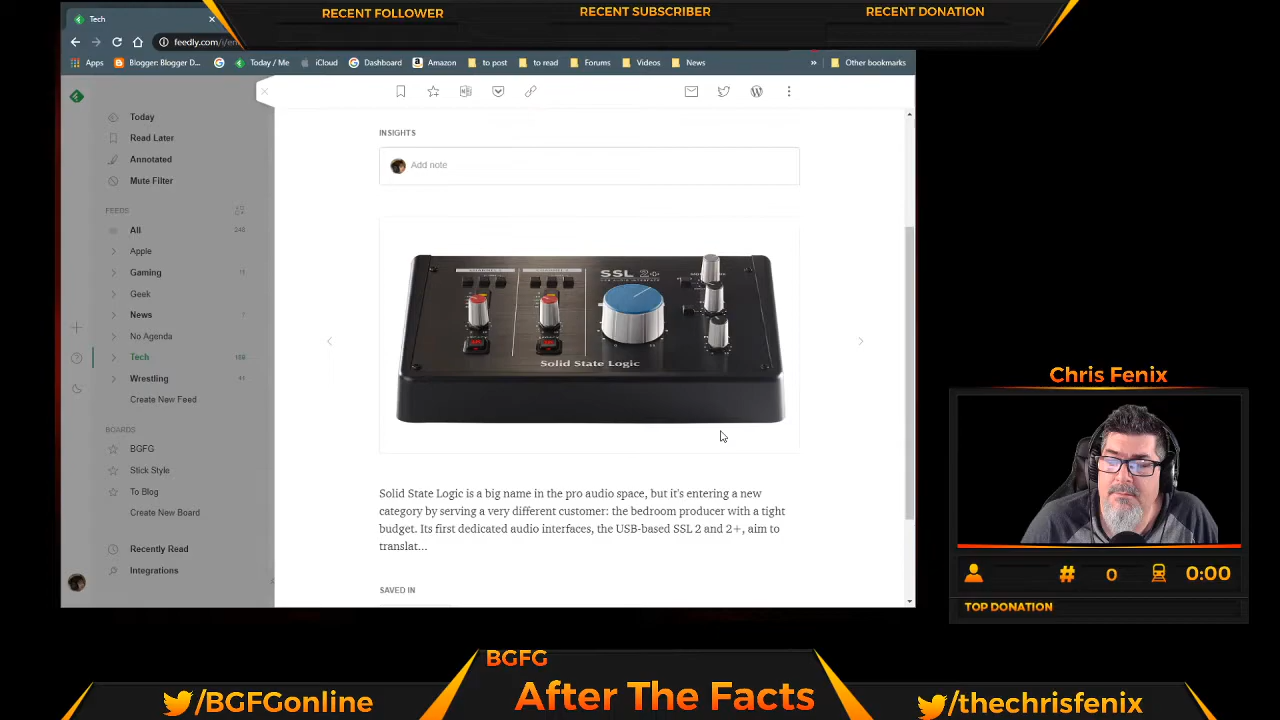 RECENT FOLLOWER
RECENT SUBSCRIBER
RECENT DONATION
Tech
feedly.com/i/en
Apps
Blogger: Blogger D...
Today / Me
iCloud
Dashboard
Amazon
to post
to read
Forums
Videos
News
»
Other bookmarks
Today
Read Later
Annotated
Mute Filter
FEEDS
All
Apple
Gaming
Geek
News
No Agenda
Tech
Wrestling
Create New Feed
BOARDS
BGFG
Stick Style
To Blog
Create New Board
Recently Read
Integrations
INSIGHTS
Add note
SSL 2+
Solid State Logic
Solid State Logic is a big name in the pro audio space, but it's entering a new
category by serving a very different customer: the bedroom producer with a tight
budget. Its first dedicated audio interfaces, the USB-based SSL 2 and 2+, aim to
translat...
SAVED IN
Chris Fenix
# 0 0:00
TOP DONATION
BGFG
After The Facts
/BGFGonline
/thechrisfenix